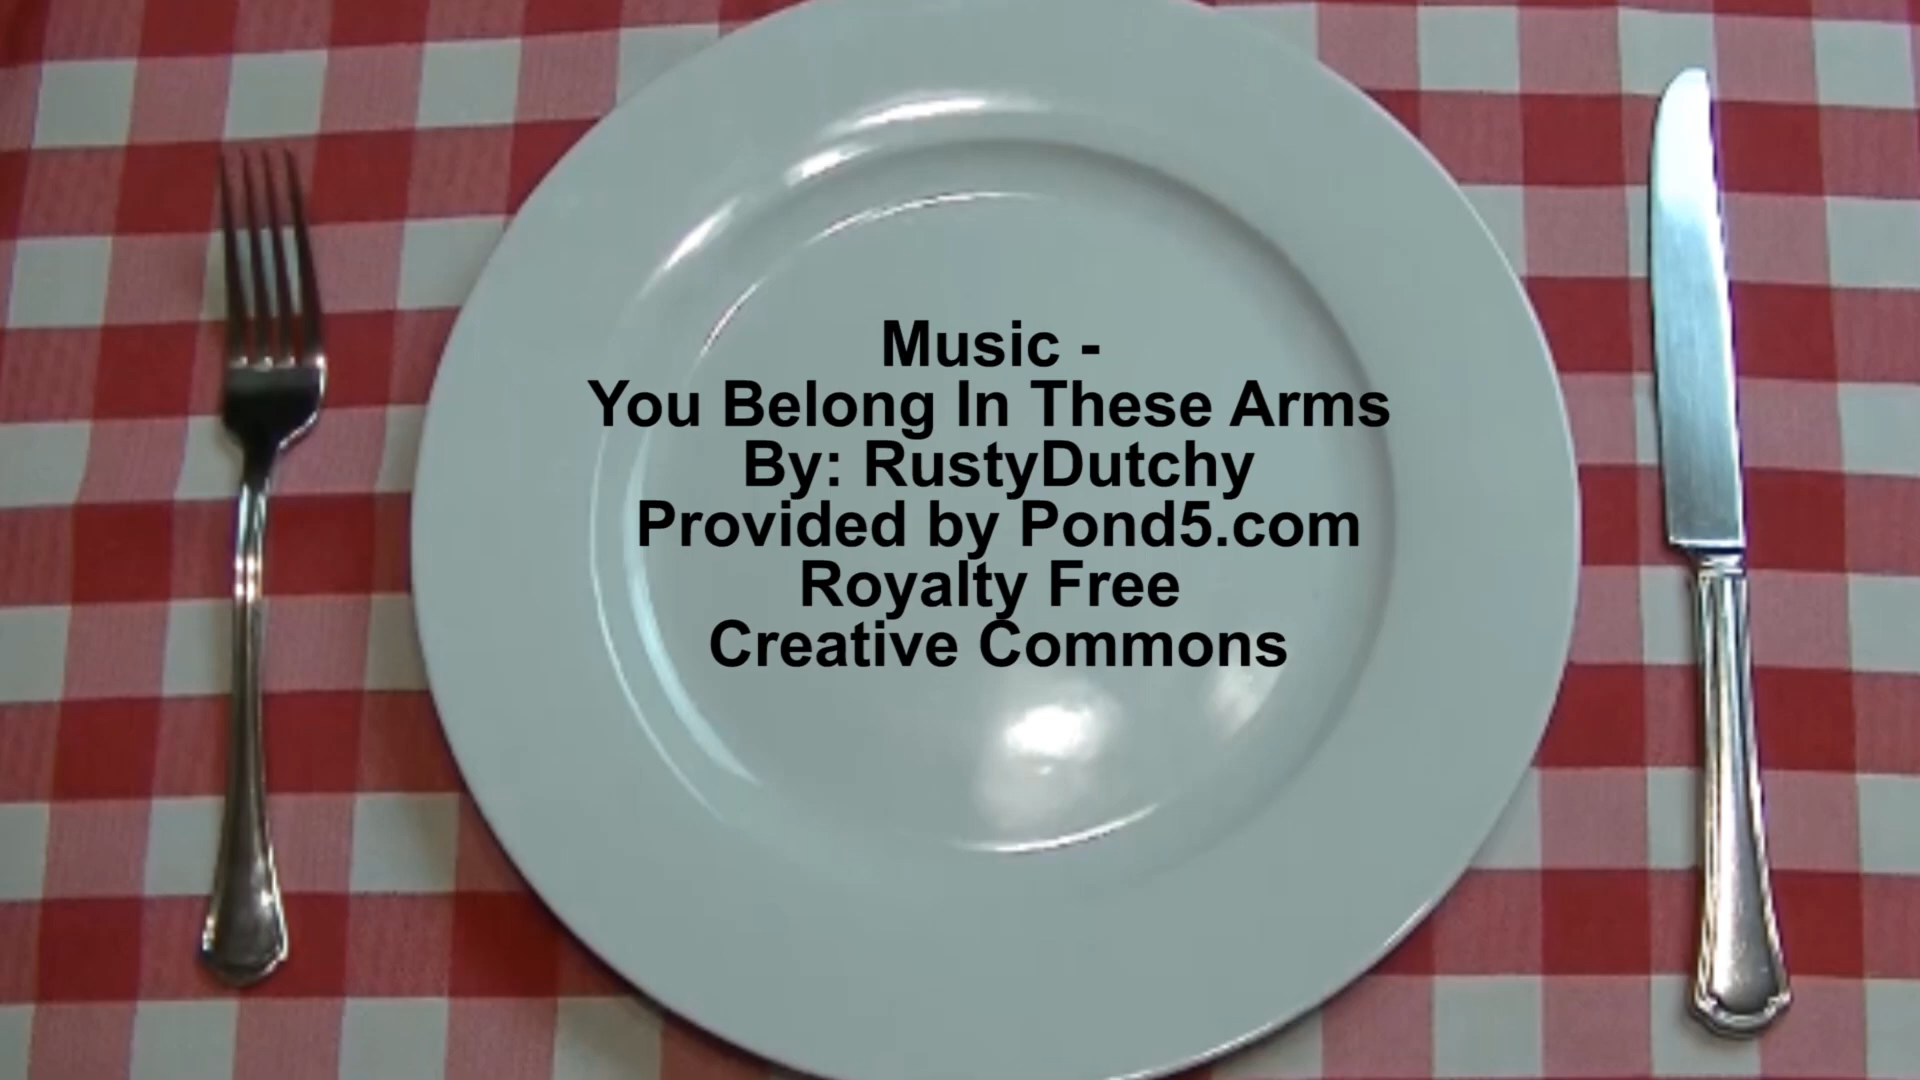 Music -
You Belong In These Arms
By: RustyDutchy
Provided by Pond5.com
Royalty Free
Creative Commons